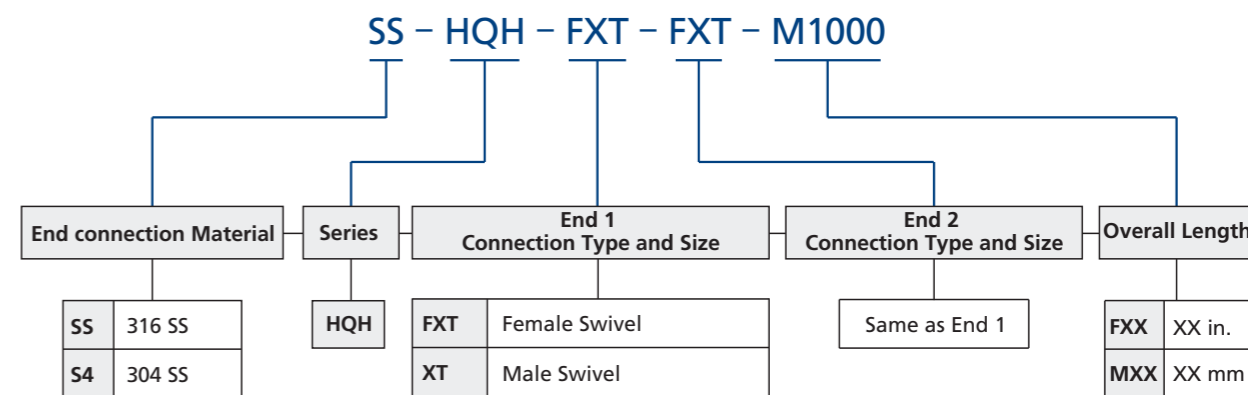 SS – HQH – FXT – FXT – M1000
End connection Material
Series
End 1
Connection Type and Size
End 2
Connection Type and Size
Overall Length
SS 316 SS
S4 304 SS
HQH
FXT Female Swivel
XT Male Swivel
Same as End 1
FXX XX in.
MXX XX mm